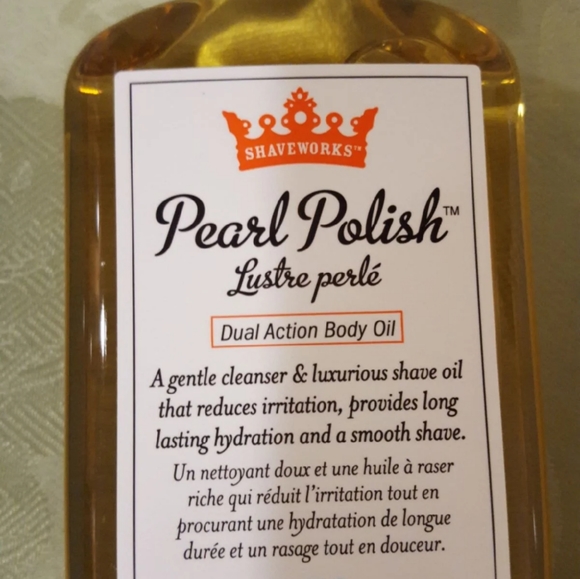 SHAVEWORKS™
Pearl Polish™
Lustre perlé
Dual Action Body Oil
A gentle cleanser & luxurious shave oil
that reduces irritation, provides long
lasting hydration and a smooth shave.
Un nettoyant doux et une huile à raser
riche qui réduit l'irritation tout en
procurant une hydratation de longue
durée et un rasage tout en douceur.